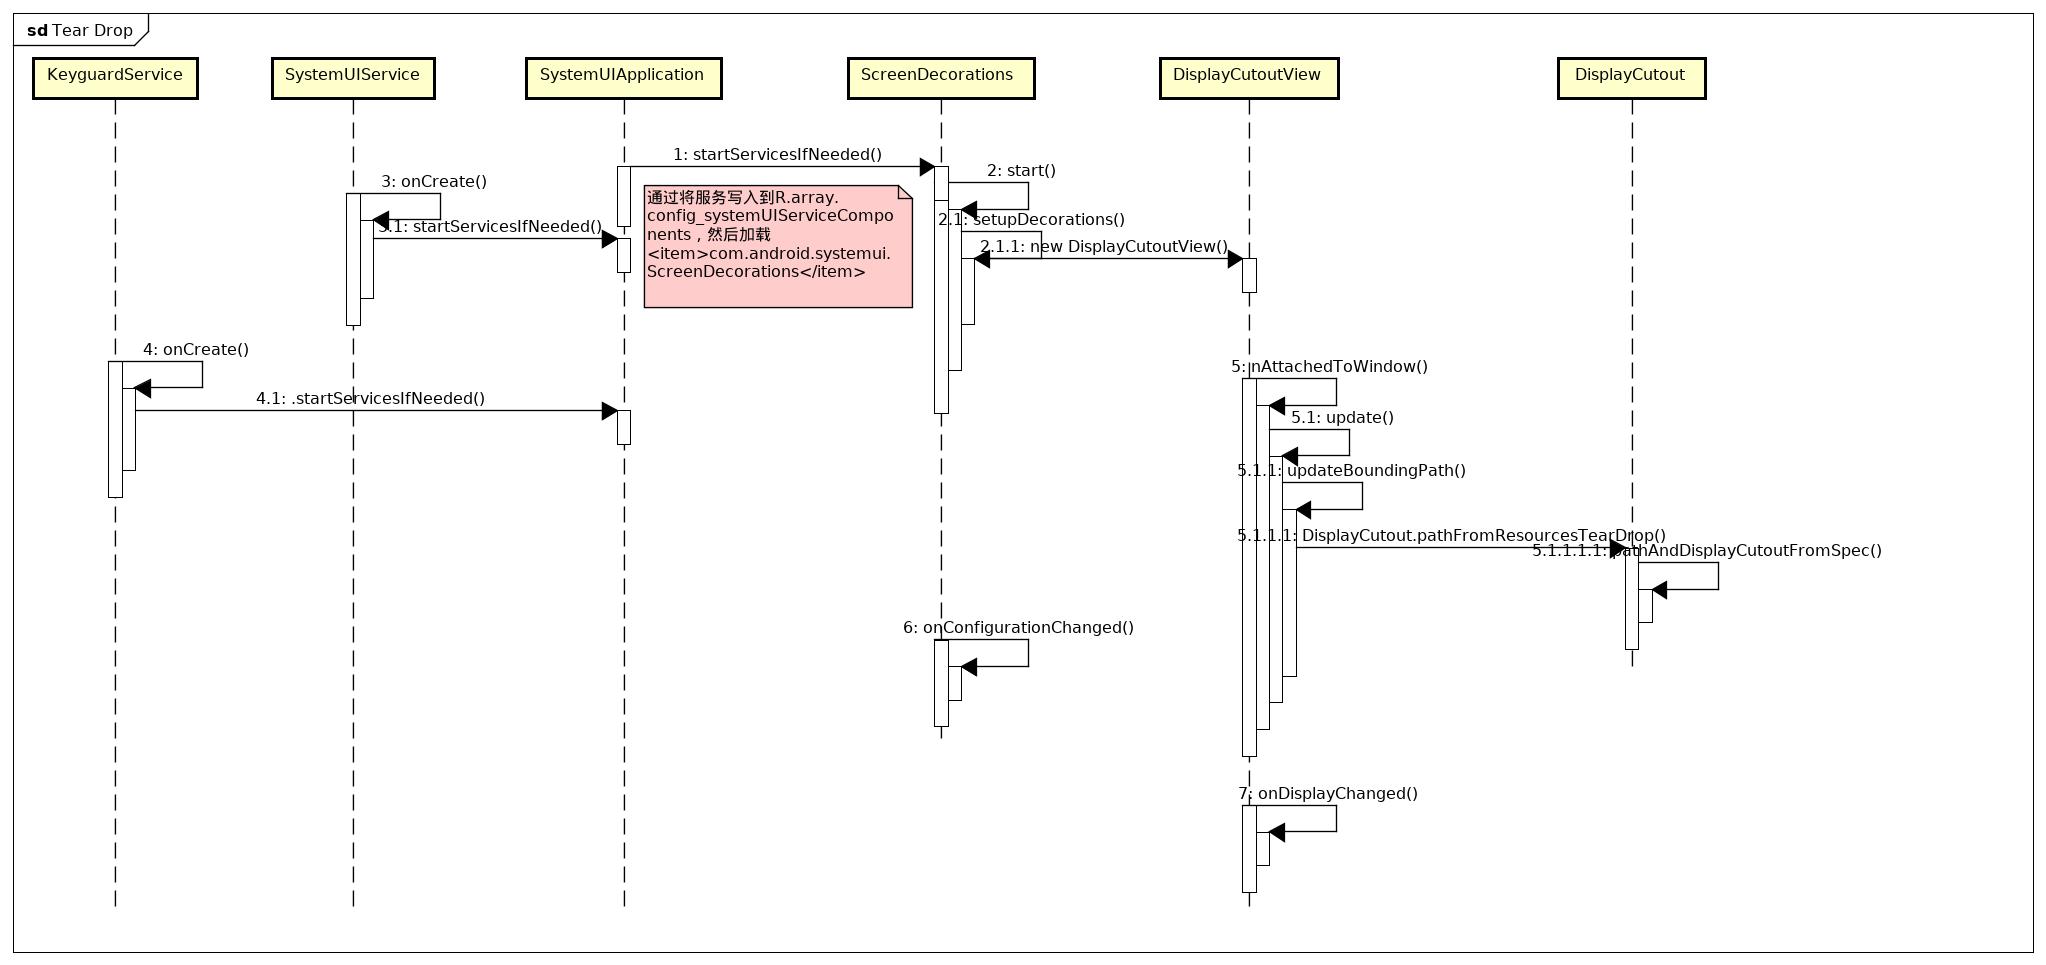 sd Tear Drop
KeyguardService
SystemUIService
SystemUIApplication
ScreenDecorations
DisplayCutoutView
DisplayCutout
1: startServicesIfNeeded()
2: start()
3: onCreate()
通过将服务写入到R.array.
config_systemUIServiceCompo
nents , 然后加载
<item>com.android.systemui.
ScreenDecorations</item>
2.1: setupDecorations()
3.1: startServicesIfNeeded()
2.1.1: new DisplayCutoutView()
4: onCreate()
5: nAttachedToWindow()
4.1: .startServicesIfNeeded()
5.1: update()
5.1.1: updateBoundingPath()
5.1.1.1: DisplayCutout.pathFromResourcesTearDrop()
5.1.1.1.1: pathAndDisplayCutoutFromSpec()
6: onConfigurationChanged()
7: onDisplayChanged()